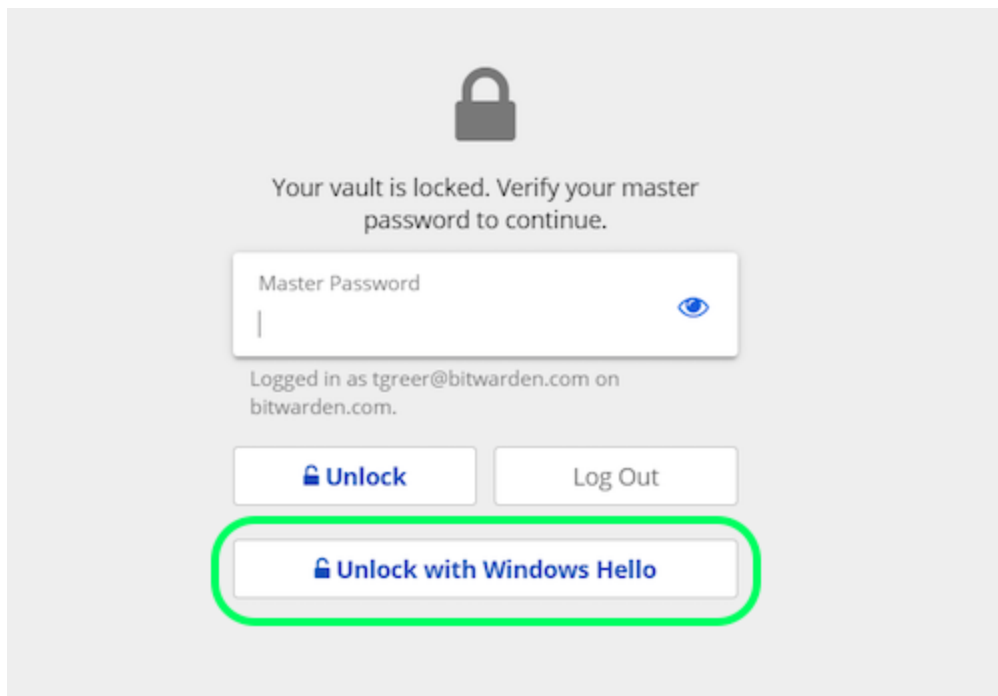 Your vault is locked. Verify your master
password to continue.
Master Password
Logged in as tgreer@bitwarden.com on
bitwarden.com.
Unlock
Log Out
Unlock with Windows Hello